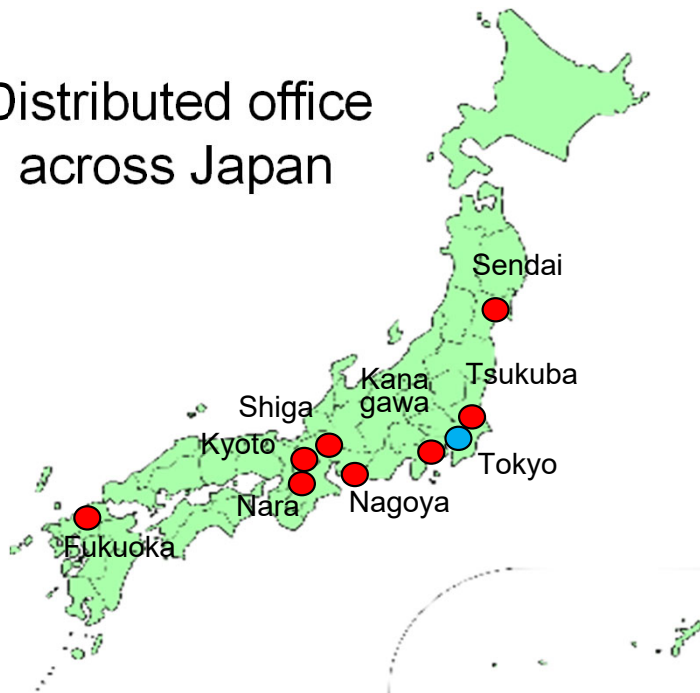 Distributed office
across Japan
Sendai
Tsukuba
Kana
gawa
Shiga
Kyoto
Tokyo
Nara
Nagoya
Fukuoka